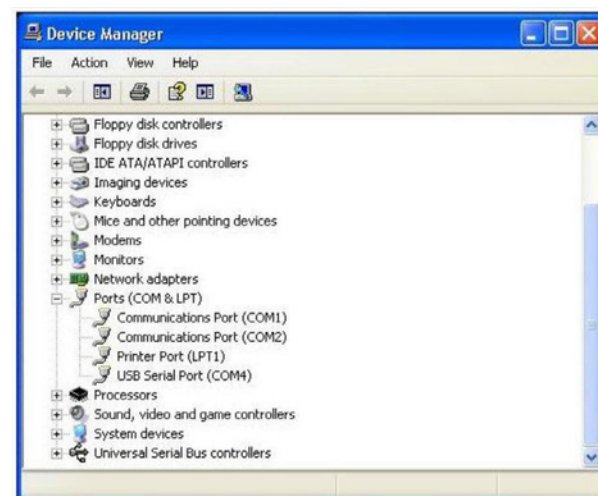 Device Manager
File Action View Help
Floppy disk controllers
Floppy disk drives
IDE ATA/ATAPI controllers
Imaging devices
Keyboards
Mice and other pointing devices
Modems
Monitors
Network adapters
Ports (COM & LPT)
Communications Port (COM1)
Communications Port (COM2)
Printer Port (LPT1)
USB Serial Port (COM4)
Processors
Sound, video and game controllers
System devices
Universal Serial Bus controllers